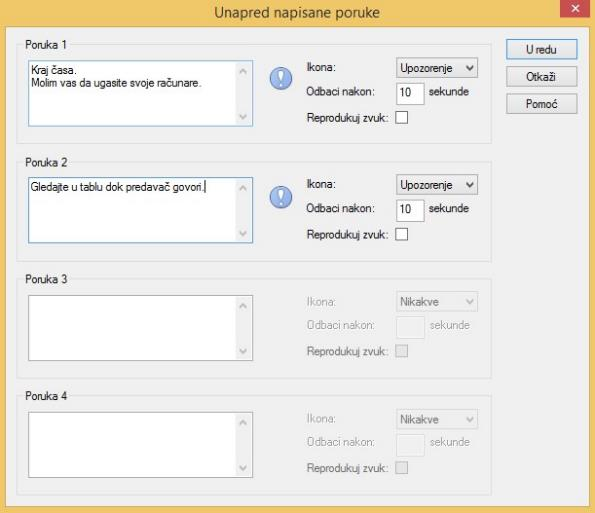 Unapred napisane poruke
Poruka 1
Kraj časa.
Molim vas da ugasite svoje računare.
Ikona: Upozorenje
Odbaci nakon: 10 sekunde
Reprodukuj zvuk:
U redu
Otkaži
Pomoć
Poruka 2
Gledajte u tablu dok predavač govori.
Ikona: Upozorenje
Odbaci nakon: 10 sekunde
Reprodukuj zvuk:
Poruka 3
Ikona: Nikakve
Odbaci nakon: sekunde
Reprodukuj zvuk:
Poruka 4
Ikona: Nikakve
Odbaci nakon: sekunde
Reprodukuj zvuk: